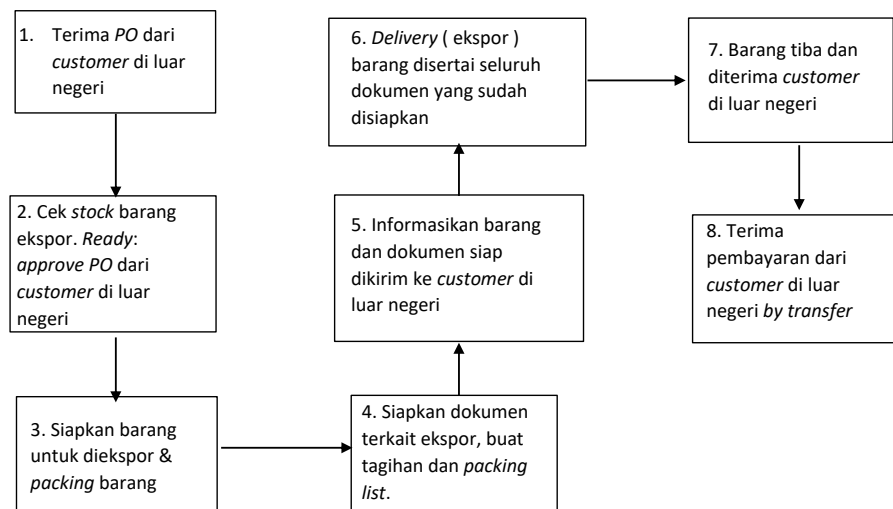 1. Terima PO dari
customer di luar
negeri
2. Cek stock barang
ekspor. Ready:
approve PO dari
customer di luar
negeri
3. Siapkan barang
untuk diekspor &
packing barang
4. Siapkan dokumen
terkait ekspor, buat
tagihan dan packing
list.
5. Informasikan barang
dan dokumen siap
dikirim ke customer di
luar negeri
6. Delivery ( ekspor )
barang disertai seluruh
dokumen yang sudah
disiapkan
7. Barang tiba dan
diterima customer
di luar negeri
8. Terima
pembayaran dari
customer di luar
negeri by transfer